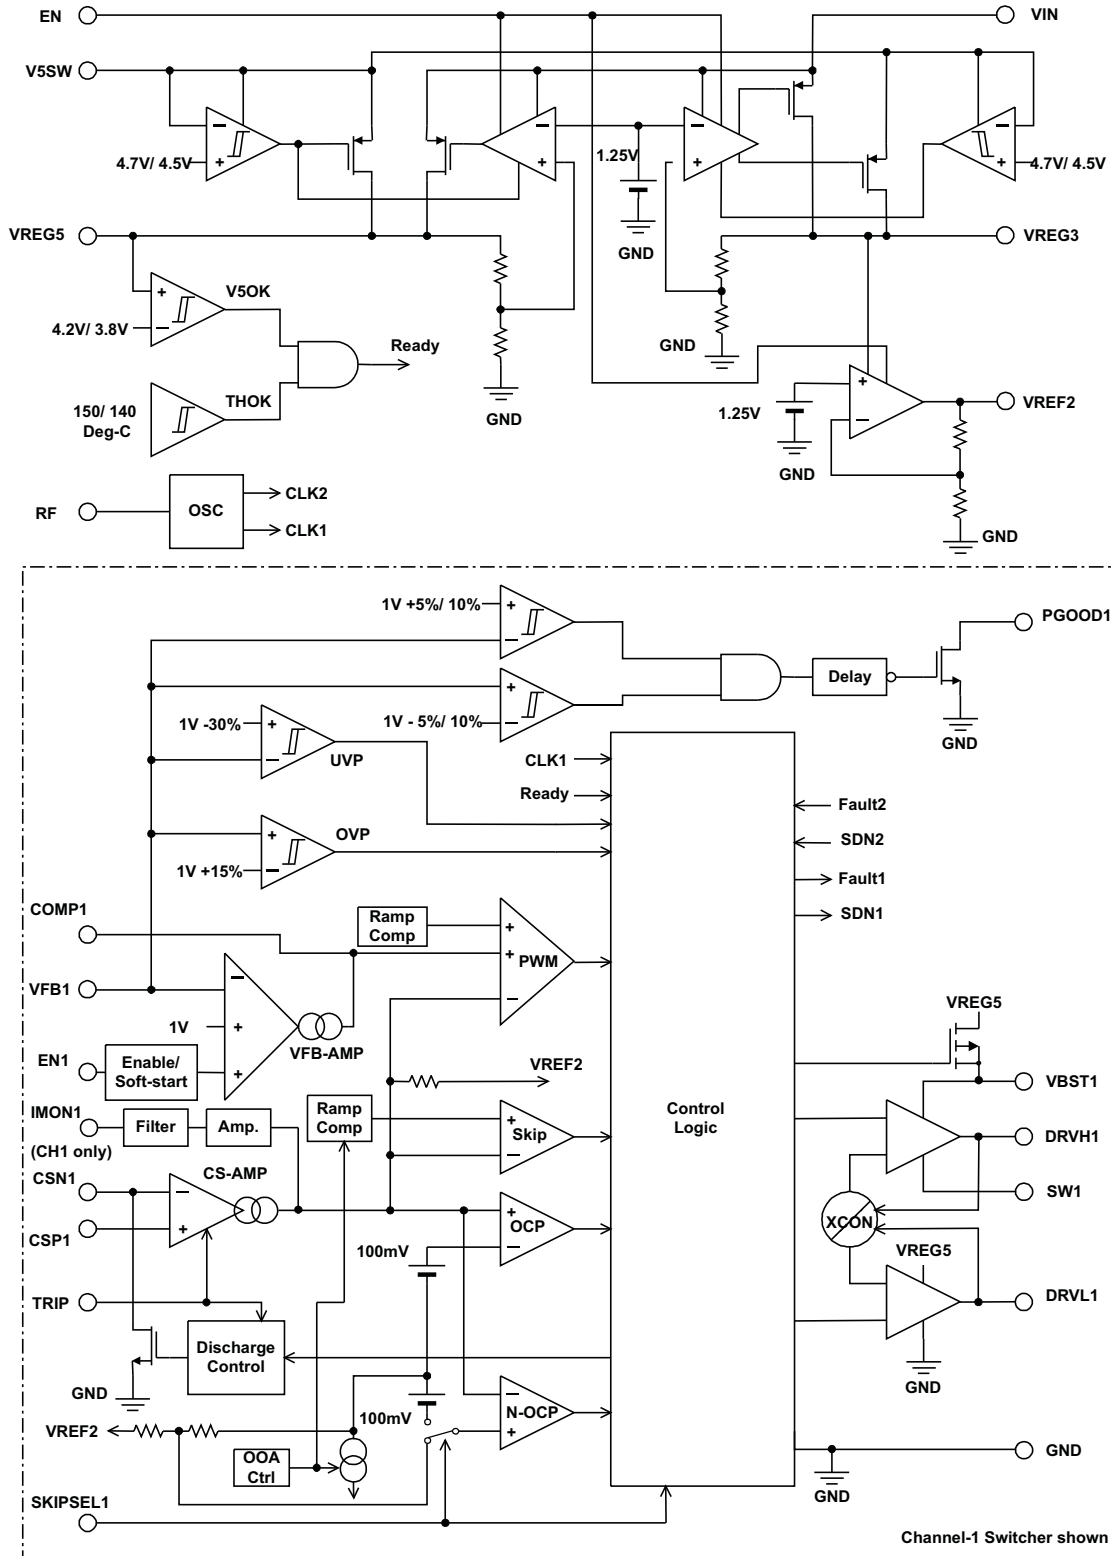 EN
VIN
V5SW
4.7V/ 4.5V
1.25V
4.7V/ 4.5V
GND
VREG5
VREG3
V5OK
4.2V/ 3.8V
Ready
GND
THOK
150/ 140
Deg-C
GND
1.25V
VREF2
GND
RF
OSC
CLK2
CLK1
GND
1V +5%/ 10%
PGOOD1
Delay
1V -30%
1V - 5%/ 10%
GND
UVP
CLK1
Ready
Fault2
OVP
SDN2
1V +15%
Fault1
SDN1
COMP1
Ramp
Comp
PWM
VFB1
1V
VFB-AMP
VREG5
EN1
Enable/
Soft-start
VREF2
VBST1
IMON1
Filter
Amp.
Ramp
Comp
Skip
Control
Logic
DRVH1
(CH1 only)
CS-AMP
CSN1
SW1
CSP1
OCP
XCON
100mV
VREG5
TRIP
DRVL1
Discharge
Control
GND
GND
100mV
N-OCP
VREF2
OOA
Ctrl
GND
GND
SKIPSEL1
Channel-1 Switcher shown